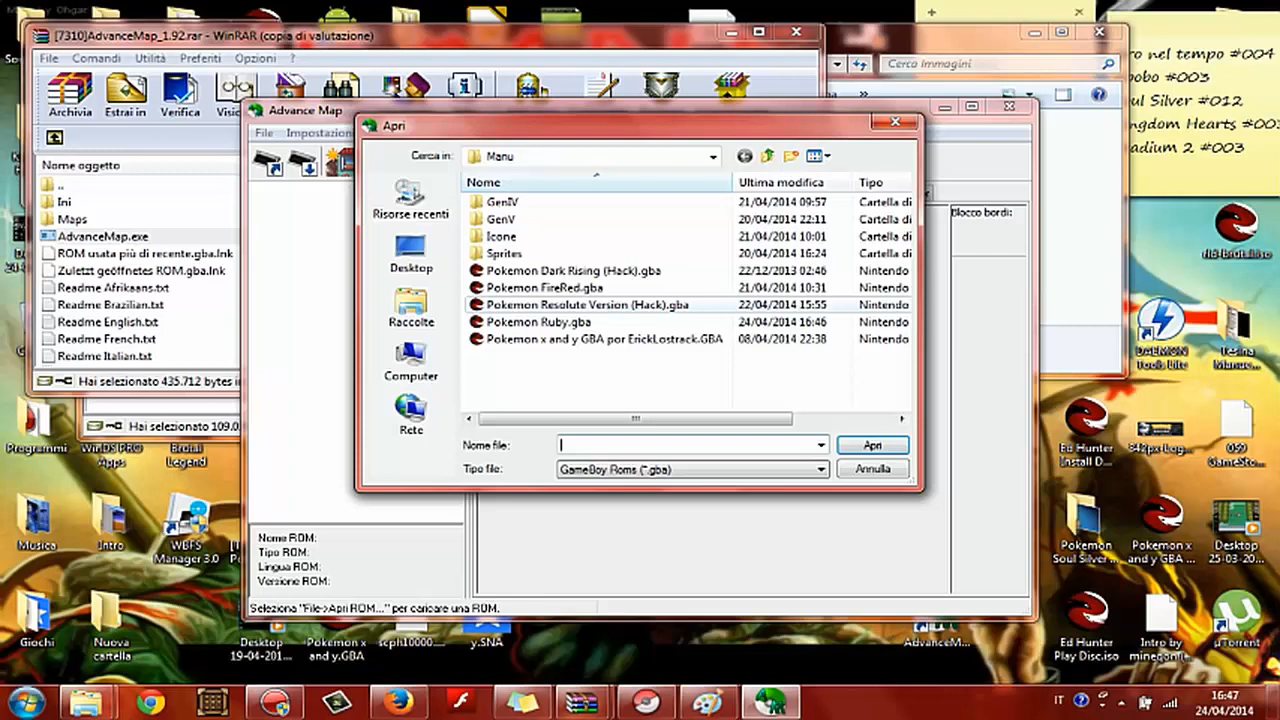 [7310]AdvanceMap_1.92.rar - WinRAR (copia di valutazione)
File Comandi Utilità Preferiti Opzioni ?
Archivia Estrai in Verifica
Nome oggetto
..
Ini
Maps
AdvanceMap.exe
ROM usata più di recente.gba.lnk
Zuletzt geöffnetes ROM.gba.lnk
Readme Afrikaans.txt
Readme Brazilian.txt
Readme English.txt
Readme French.txt
Readme Italian.txt
Hai selezionato 435.712 bytes in
Hai selezionato 109.0
Advance Map
File Impostazion
Apri
Cerca in: Manu
Nome Ultima modifica Tipo
GenIV 21/04/2014 09:57 Cartella di
GenV 20/04/2014 22:11 Cartella di
Icone 21/04/2014 10:01 Cartella di
Sprites 20/04/2014 16:24 Cartella di
Pokemon Dark Rising (Hack).gba 22/12/2013 02:46 Nintendo
Pokemon FireRed.gba 21/04/2014 10:31 Nintendo
Pokemon Resolute Version (Hack).gba 22/04/2014 15:55 Nintendo
Pokemon Ruby.gba 24/04/2014 16:46 Nintendo
Pokemon x and y GBA por ErickLostrack.GBA 08/04/2014 22:38 Nintendo
Risorse recenti
Desktop
Raccolte
Computer
Rete
Nome file:
Apri
Tipo file: GameBoy Roms (*.gba)
Annulla
Blocco bordi:
Nome ROM:
Tipo ROM:
Lingua ROM:
Versione ROM:
Seleziona "File->Apri ROM..." per caricare una ROM.
Cerca Immagini
ro nel tempo #004
obo #003
ul Silver #012
ngdom Hearts #003
adium 2 #003
DAEMON
Tools Lite
Tesina
Manuc...
Ed Hunter
Install D...
842px-Log...
059
GameSto...
Pokemon
Soul Silver ...
Pokemon x
and y GBA ...
Desktop
25-03-20...
Ed Hunter
Play Disc.iso
Intro by
minegon...
µTorrent
Programmi
WinDS PRO
Apps
Brutal
Legend
Musica
Intro
WBFS
Manager 3.0
Giochi
Nuova
cartella
Desktop
19-04-201...
Pokemon x
and y.GBA
scph10000...
y.SNA
AdvanceM...
IT
16:47
24/04/2014